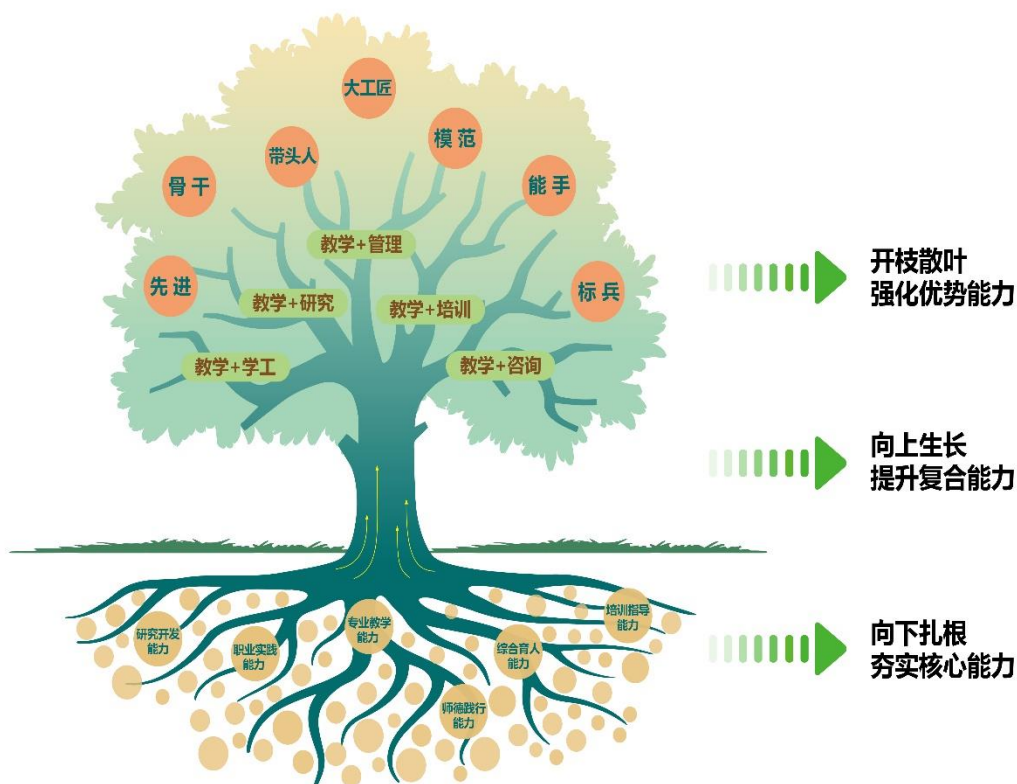 大工匠
模 范
带头人
骨 干
能 手
先 进
标 兵
教学+管理
教学+研究
教学+培训
教学+学工
教学+咨询
开枝散叶
强化优势能力
向上生长
提升复合能力
研究开发
能力
职业实践
能力
专业教学
能力
师德践行
能力
综合育人
能力
培训指导
能力
向下扎根
夯实核心能力